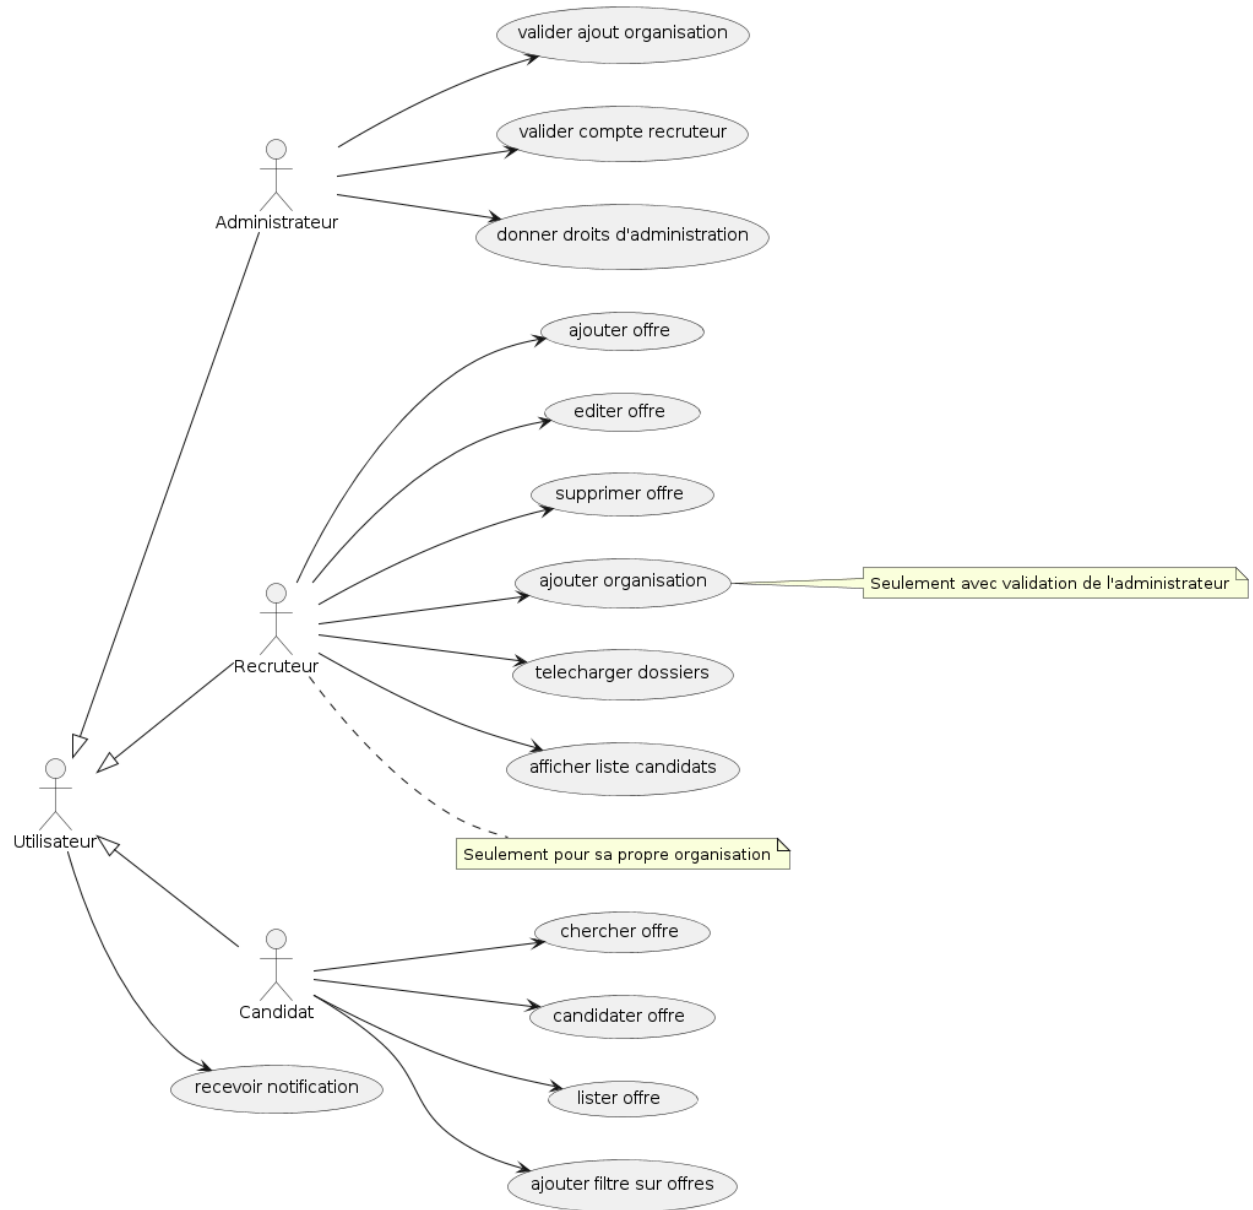 valider ajout organisation
valider compte recruteur
Administrateur
donner droits d'administration
ajouter offre
editer offre
supprimer offre
ajouter organisation
Seulement avec validation de l'administrateur
Recruteur
telecharger dossiers
afficher liste candidats
Utilisateur
Seulement pour sa propre organisation
chercher offre
Candidat
candidater offre
recevoir notification
lister offre
ajouter filtre sur offres